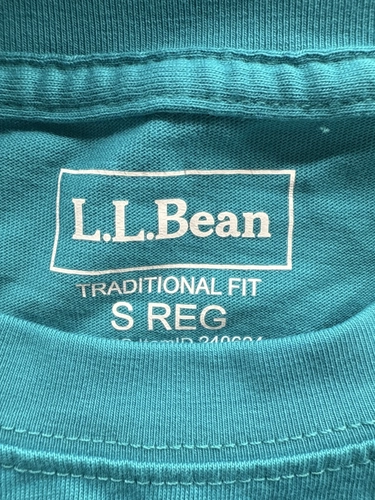 L.L.Bean
TRADITIONAL FIT
S REG